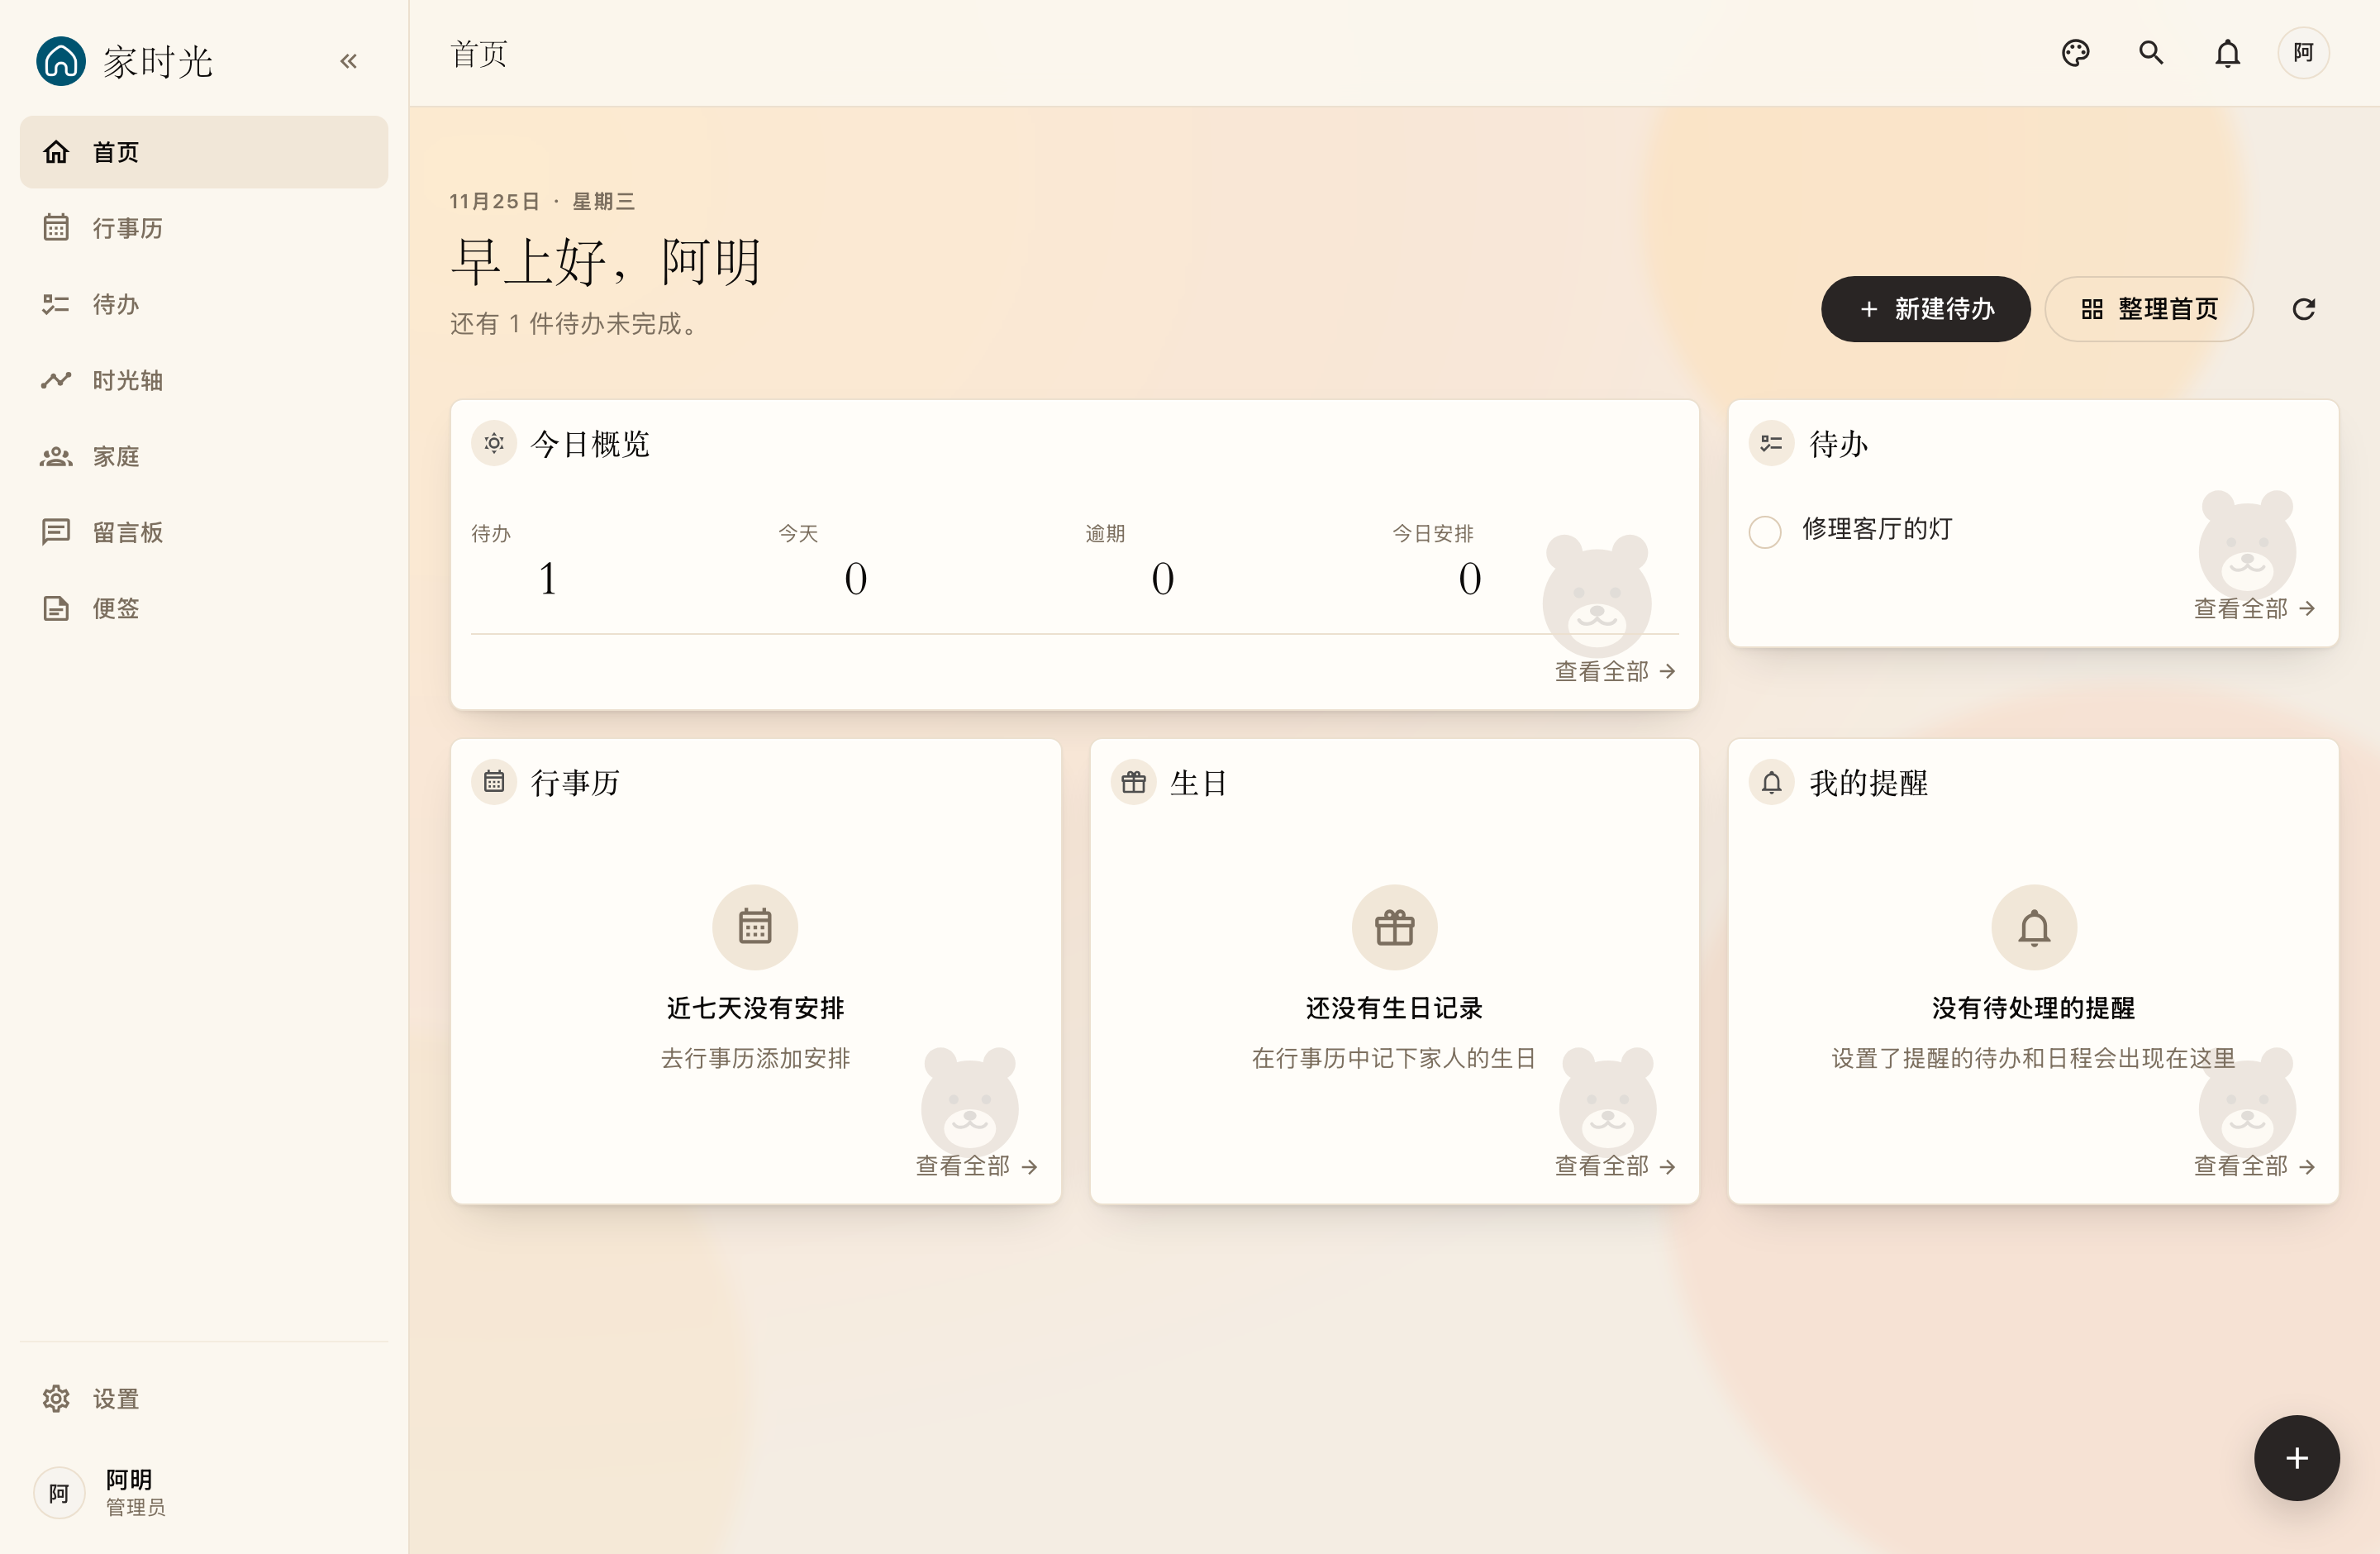 家时光
首页
行事历
待办
时光轴
家庭
留言板
便签
设置
阿
阿明
管理员
首页
阿
11月25日 · 星期三
早上好，阿明
还有 1 件待办未完成。
新建待办
整理首页
今日概览
待办
今天
逾期
今日安排
1
0
0
0
查看全部
待办
修理客厅的灯
查看全部
行事历
近七天没有安排
去行事历添加安排
查看全部
生日
还没有生日记录
在行事历中记下家人的生日
查看全部
我的提醒
没有待处理的提醒
设置了提醒的待办和日程会出现在这里
查看全部